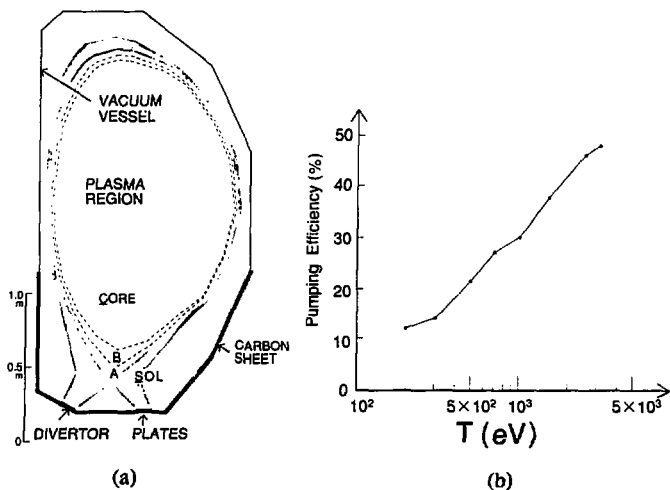 VACUUM
VESSEL
PLASMA
REGION
CORE
1.0
m
B
A
SOL
0.5
m
0
CARBON
SHEET
DIVERTOR
PLATES
(a)
Pumping Efficiency (%)
50
40
30
20
10
0
10²
5×10²
10³
5×10³
T (eV)
(b)